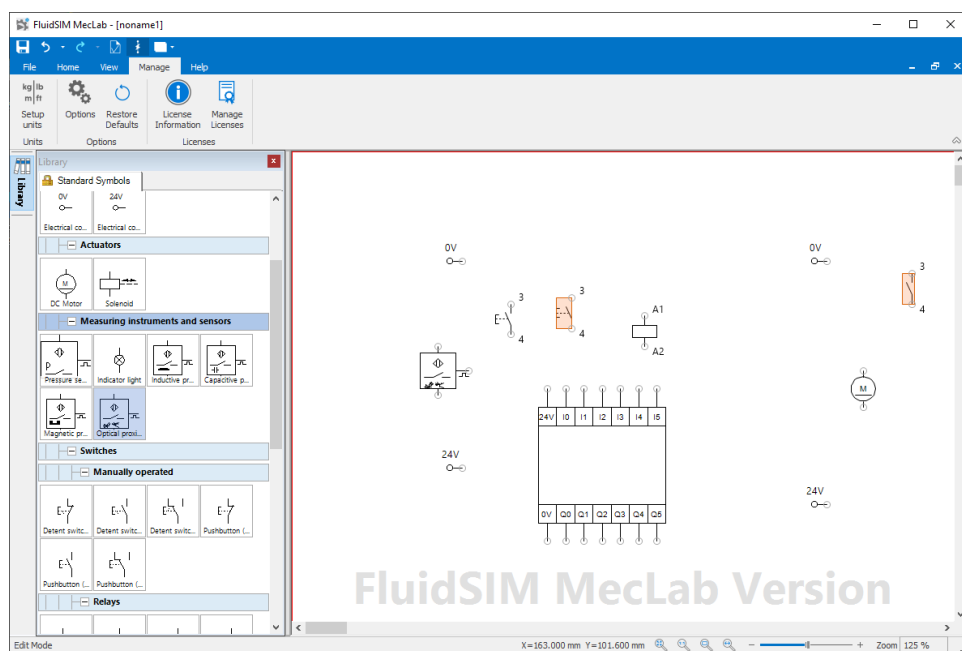 FluidSIM MecLab - [noname1]
File Home View Manage Help
kg lb
m ft
Setup units
Options
Restore Defaults
License Information
Manage Licenses
Units Options Licenses
Library
Library
Standard Symbols
0V 24V
Electrical co... Electrical co...
Actuators
M
DC Motor Solenoid
Measuring instruments and sensors
P
Pressure se... Indicator light Inductive pr... Capacitive p...
Magnetic pr... Optical proxi...
Switches
Manually operated
Detent switc... Detent switc... Detent switc... Pushbutton (...
Pushbutton (... Pushbutton (...
Relays
0V
3
4
3
4
A1
A2
24V
24V I0 I1 I2 I3 I4 I5
0V Q0 Q1 Q2 Q3 Q4 Q5
0V
3
4
M
24V
FluidSIM MecLab Version
Edit Mode
X=163.000 mm Y=101.600 mm
Zoom 125 %